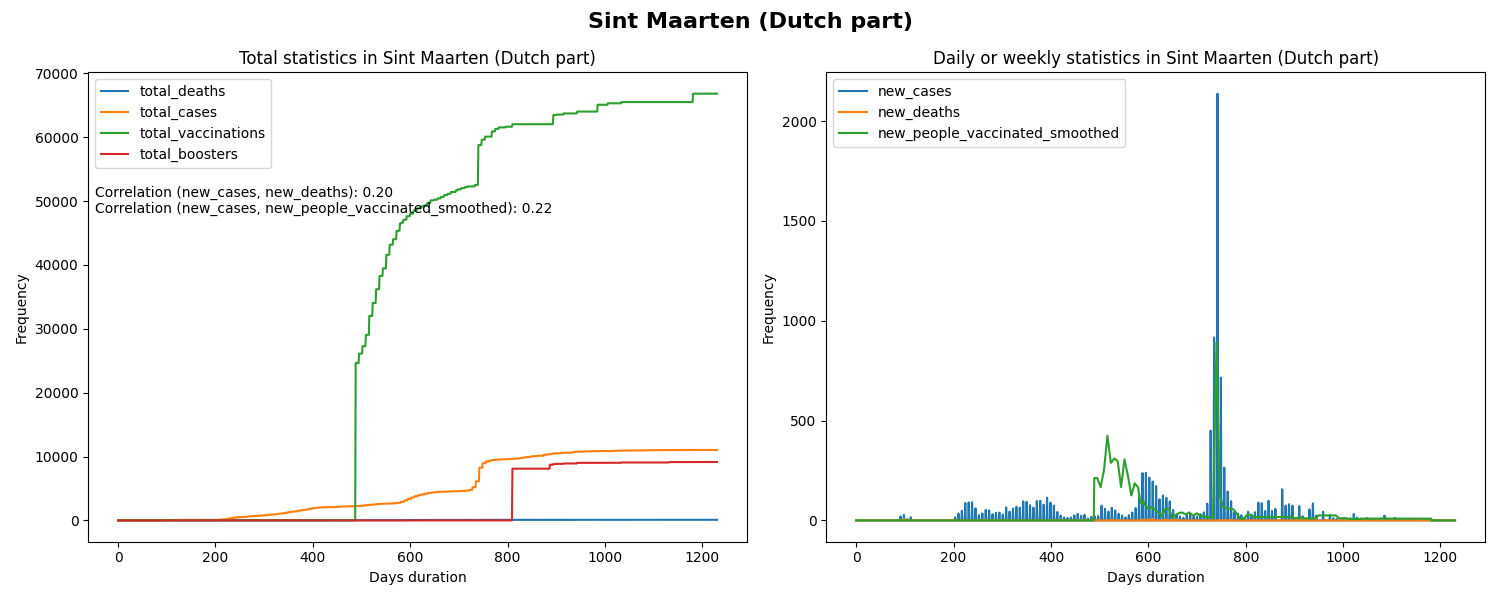 Sint Maarten (Dutch part)
Total statistics in Sint Maarten (Dutch part)
70000
60000
50000
40000
30000
20000
10000
0
Frequency
total_deaths
total_cases
total_vaccinations
total_boosters
Correlation (new_cases, new_deaths): 0.20
Correlation (new_cases, new_people_vaccinated_smoothed): 0.22
0 200 400 600 800 1000 1200
Days duration
Daily or weekly statistics in Sint Maarten (Dutch part)
2000
1500
1000
500
0
Frequency
new_cases
new_deaths
new_people_vaccinated_smoothed
0 200 400 600 800 1000 1200
Days duration